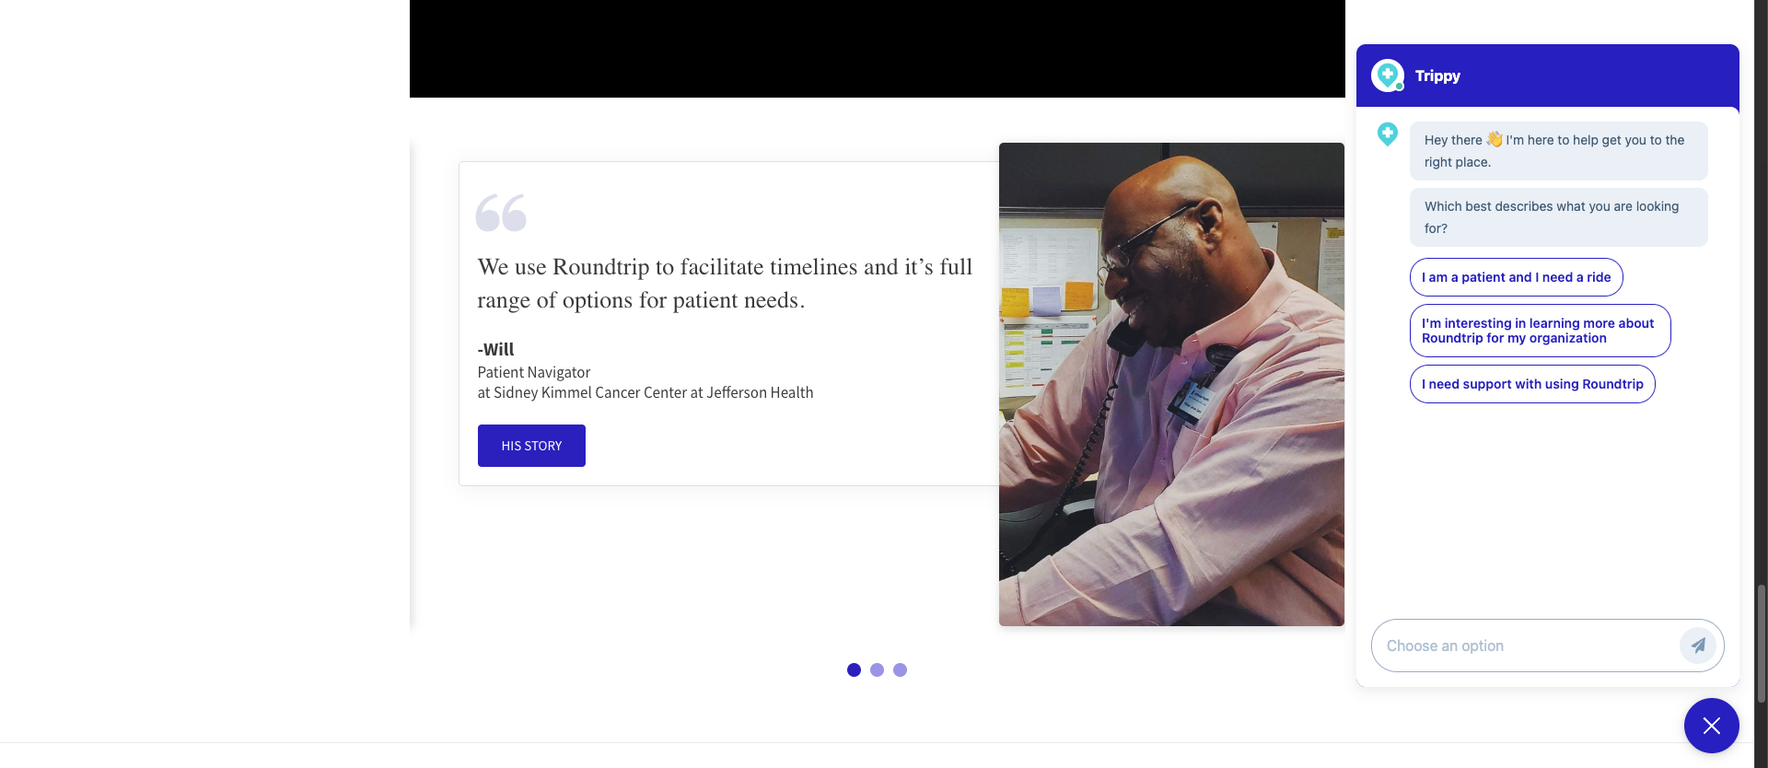 We use Roundtrip to facilitate timelines and it’s full
range of options for patient needs.
-Will
Patient Navigator
at Sidney Kimmel Cancer Center at Jefferson Health
HIS STORY
Trippy
Hey there 👋 I'm here to help get you to the
right place.
Which best describes what you are looking
for?
I am a patient and I need a ride
I'm interesting in learning more about
Roundtrip for my organization
I need support with using Roundtrip
Choose an option